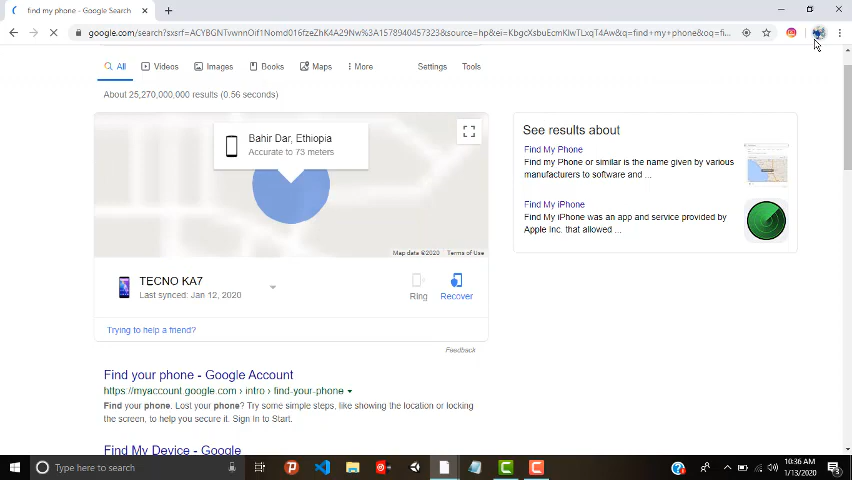 find my phone - Google Search
google.com/search?sxsrf=ACYBGNTvwnnOif1Nomd016fzeZhK4A29Nw%3A1578940457323&source=hp&ei=KbgcXsbuEcmKlwTLxqT4Aw&q=find+my+phone&oq=fi...
All Videos Images Books Maps More Settings Tools
About 25,270,000,000 results (0.56 seconds)
Bahir Dar, Ethiopia
Accurate to 73 meters
Map data ©2020 Terms of Use
TECNO KA7
Last synced: Jan 12, 2020
Ring
Recover
Trying to help a friend?
Feedback
See results about
Find My Phone
Find my Phone or similar is the name given by various
manufacturers to software and ...
Find My iPhone
Find My iPhone was an app and service provided by
Apple Inc. that allowed ...
Find your phone - Google Account
https://myaccount.google.com › intro › find-your-phone
Find your phone. Lost your phone? Try some simple steps, like showing the location or locking
the screen, to help you secure it. Sign In to Start.
Find My Device - Google
Type here to search
10:36 AM
1/13/2020
3